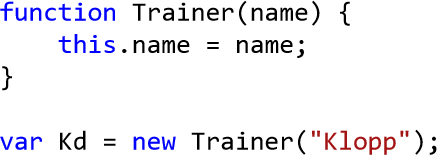 function Trainer(name) {
    this.name = name;
}

var Kd = new Trainer("Klopp");